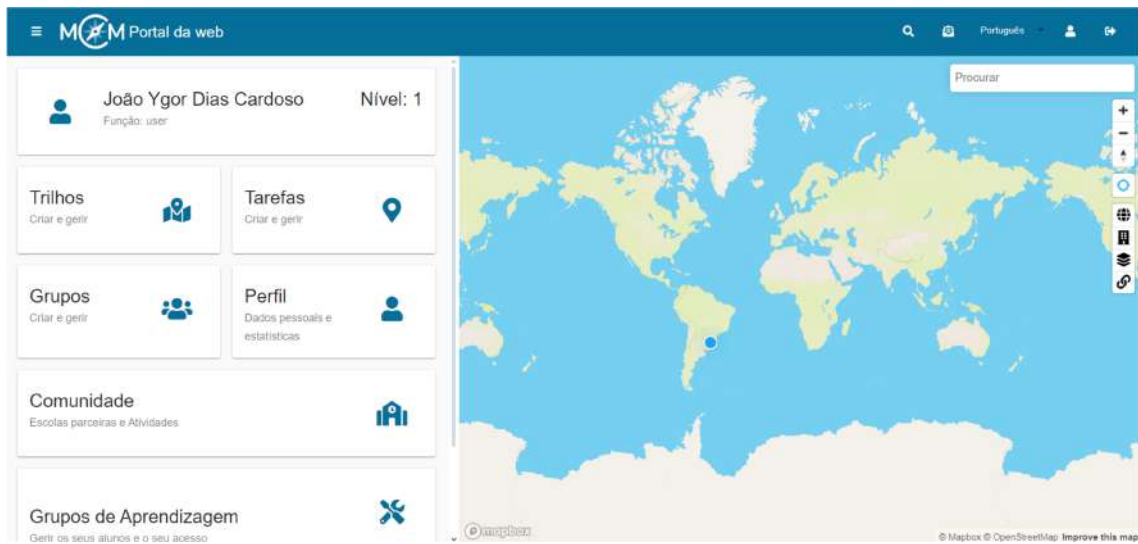 MCM Portal da web
Português
João Ygor Dias Cardoso
Nível: 1
Função: user
Trilhos
Criar e gerir
Tarefas
Criar e gerir
Grupos
Criar e gerir
Perfil
Dados pessoais e
estatísticas
Comunidade
Escolas parceiras e Atividades
Grupos de Aprendizagem
Gerir os seus alunos e o seu acesso
Procurar
mapbox
© Mapbox © OpenStreetMap Improve this map